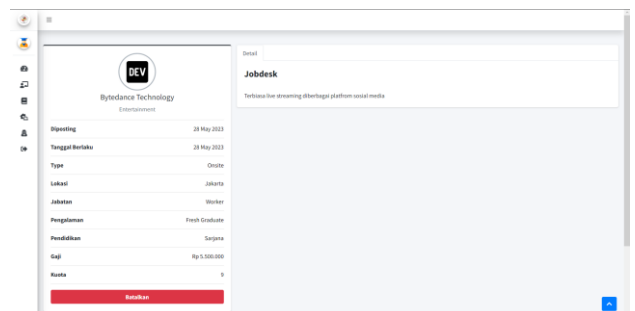 DEV
Bytedance Technology
Entertainment
Diposting 28 May 2023
Tanggal Berlaku 28 May 2023
Type Onsite
Lokasi Jakarta
Jabatan Worker
Pengalaman Fresh Graduate
Pendidikan Sarjana
Gaji Rp 5.500.000
Kuota
Batalkan
Detail
Jobdesk
Terbiasa live streaming diberbagai platfrom sosial media